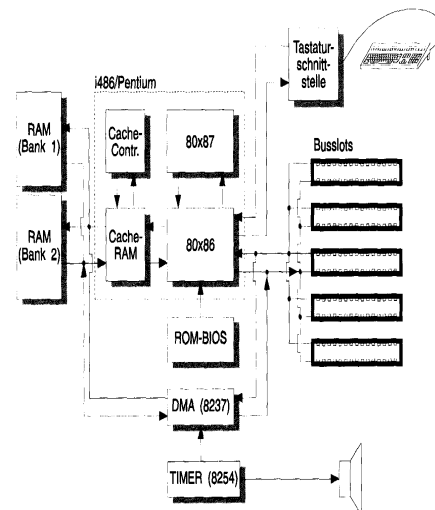 Tastatur-
schnitt-
stelle
i486/Pentium
RAM
(Bank 1)
Cache-
Contr.
80x87
Busslots
RAM
(Bank 2)
Cache-
RAM
80x86
ROM-BIOS
DMA (8237)
TIMER (8254)